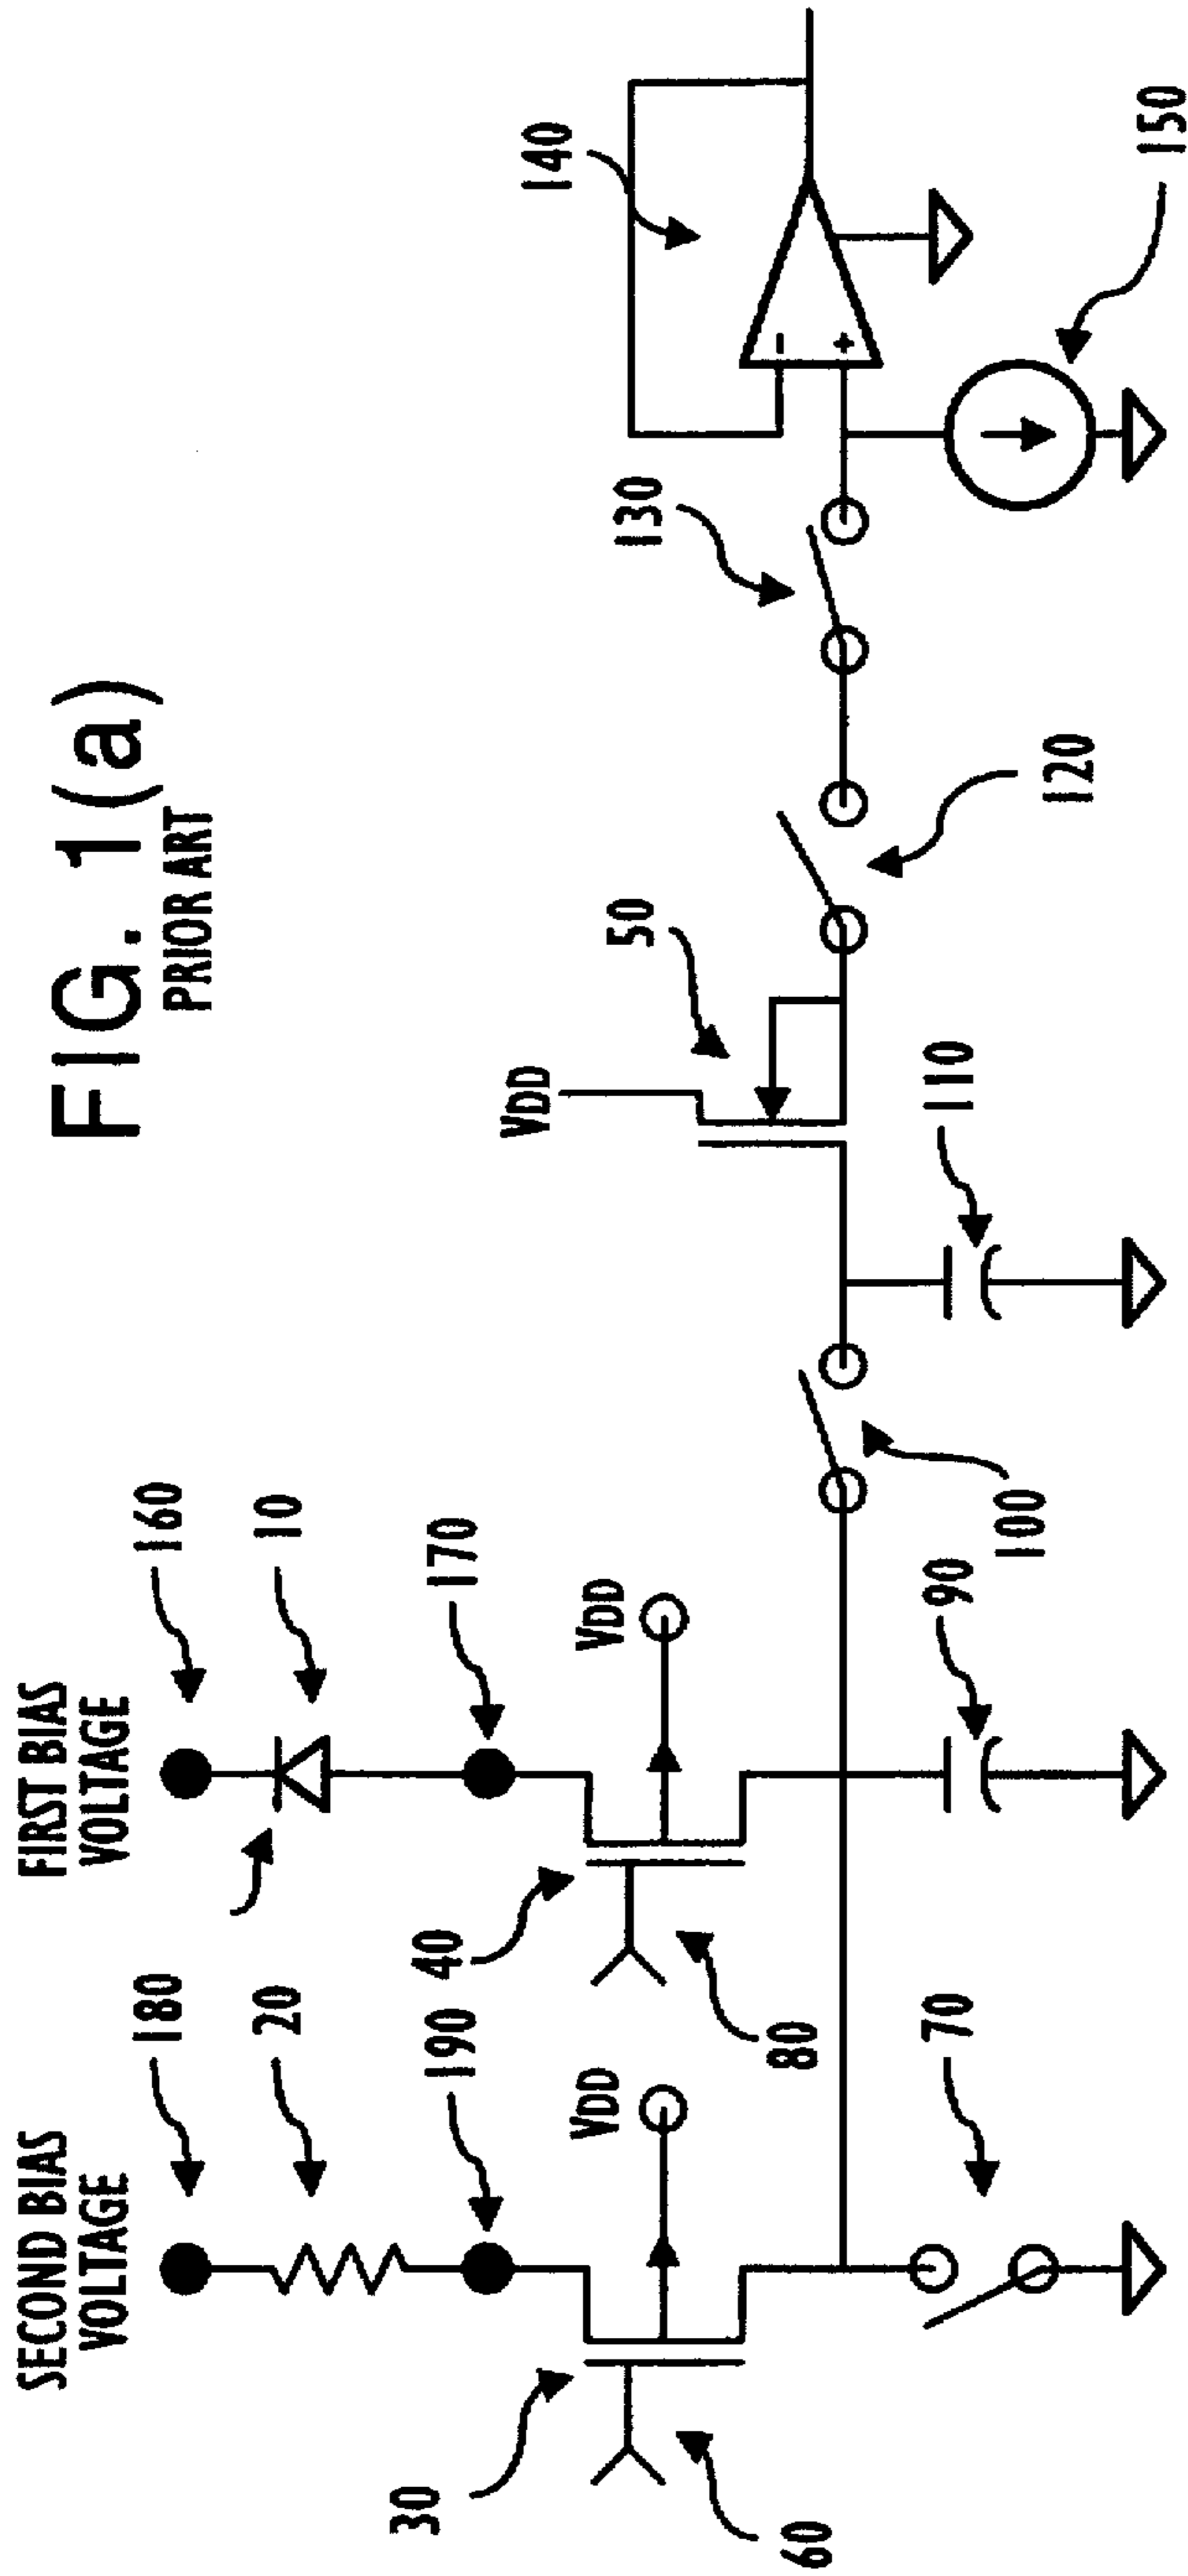 FIG. 1(a)
PRIOR ART
SECOND BIAS
VOLTAGE
FIRST BIAS
VOLTAGE
180
160
20
10
190
170
30
40
60
80
VDD
VDD
VDD
50
140
130
70
90
100
110
120
150
-
+